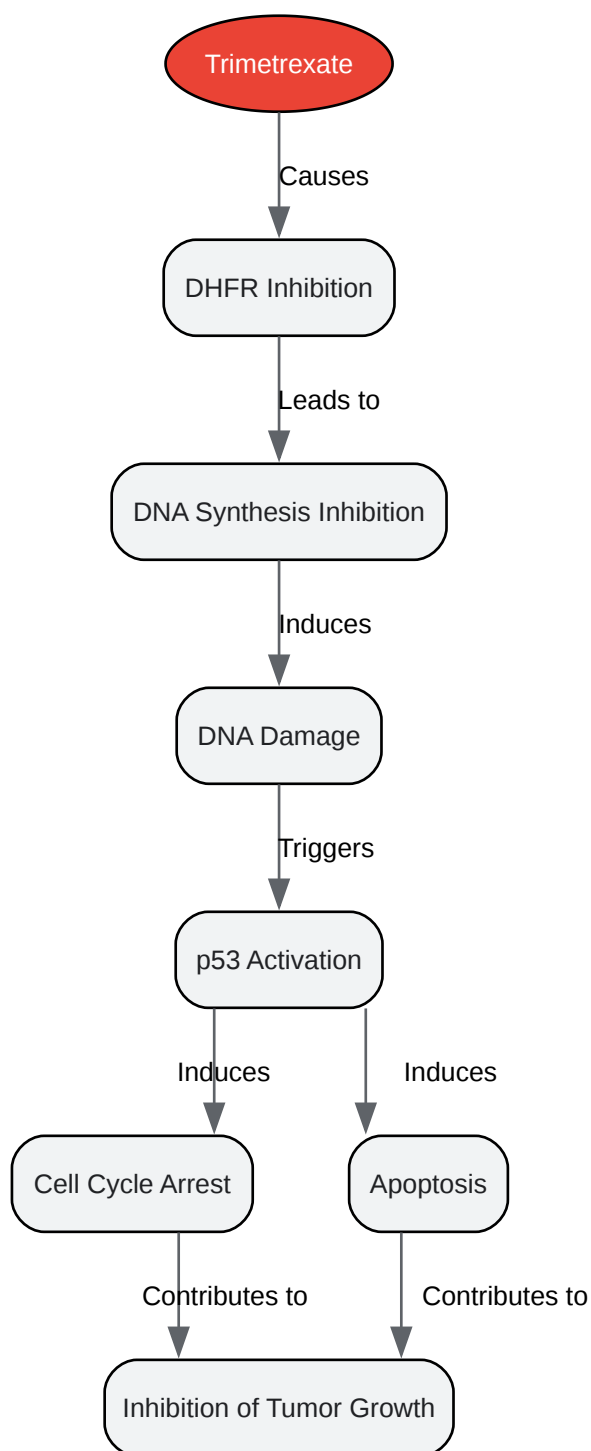 Trimetrexate
Causes
DHFR Inhibition
Leads to
DNA Synthesis Inhibition
Induces
DNA Damage
Triggers
p53 Activation
Induces
Induces
Cell Cycle Arrest
Apoptosis
Contributes to
Contributes to
Inhibition of Tumor Growth